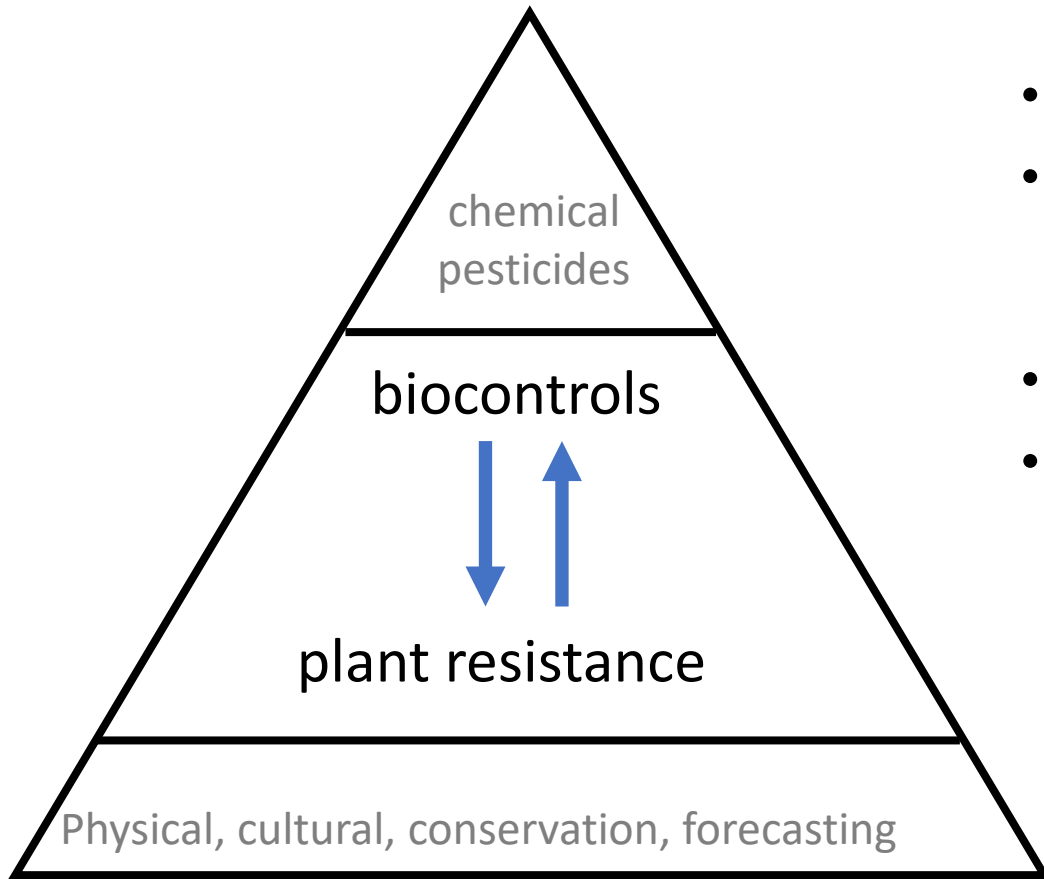 chemical
pesticides
biocontrols
plant resistance
Physical, cultural, conservation, forecasting